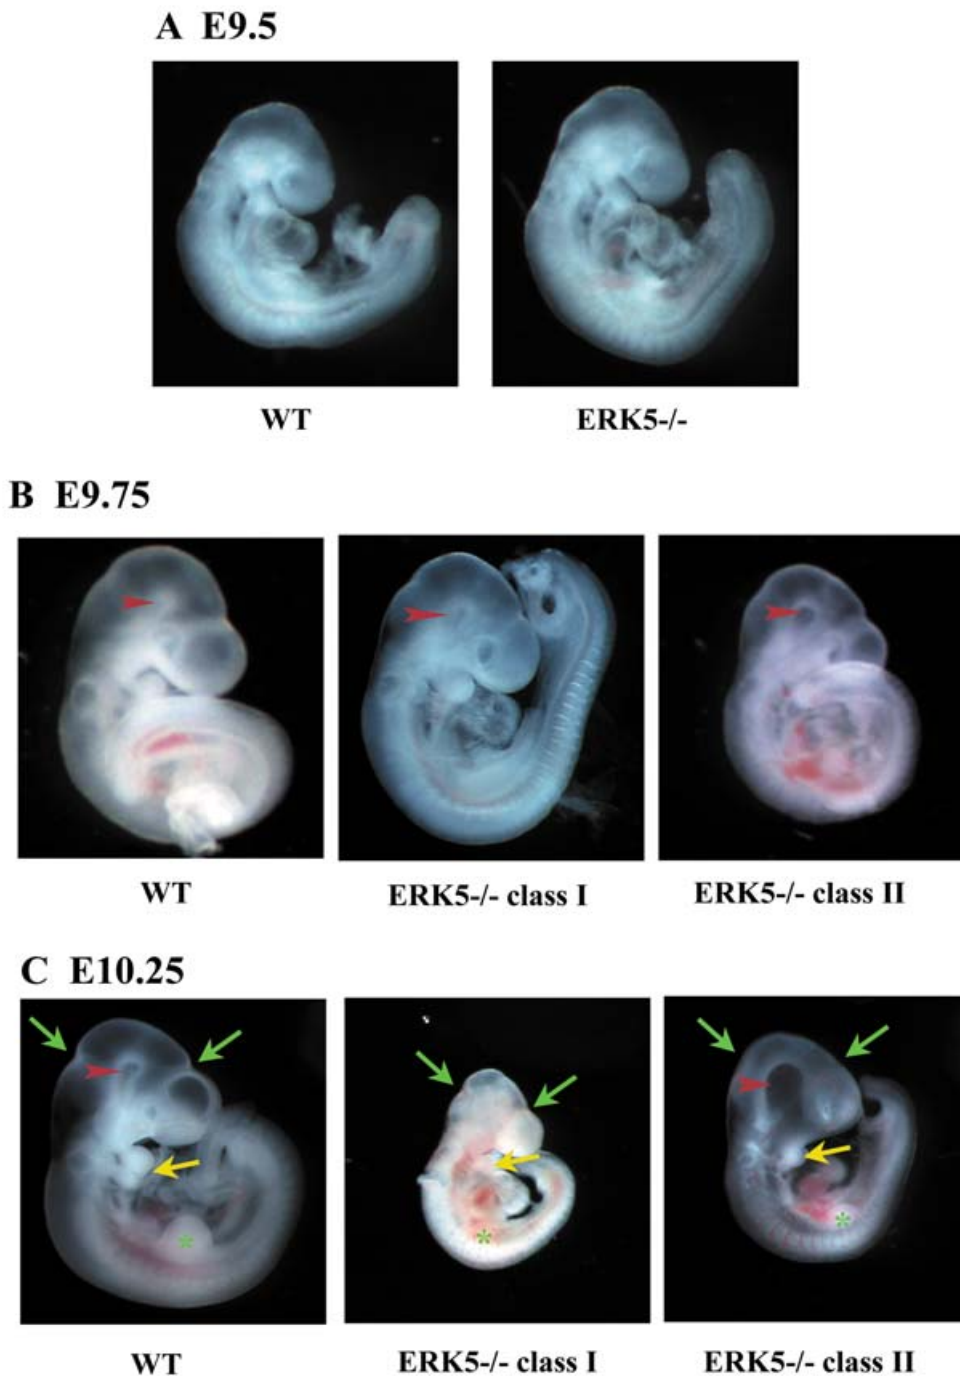 A E9.5
WT ERK5-/-
B E9.75
WT ERK5-/- class I ERK5-/- class II
C E10.25
* * *
WT ERK5-/- class I ERK5-/- class II